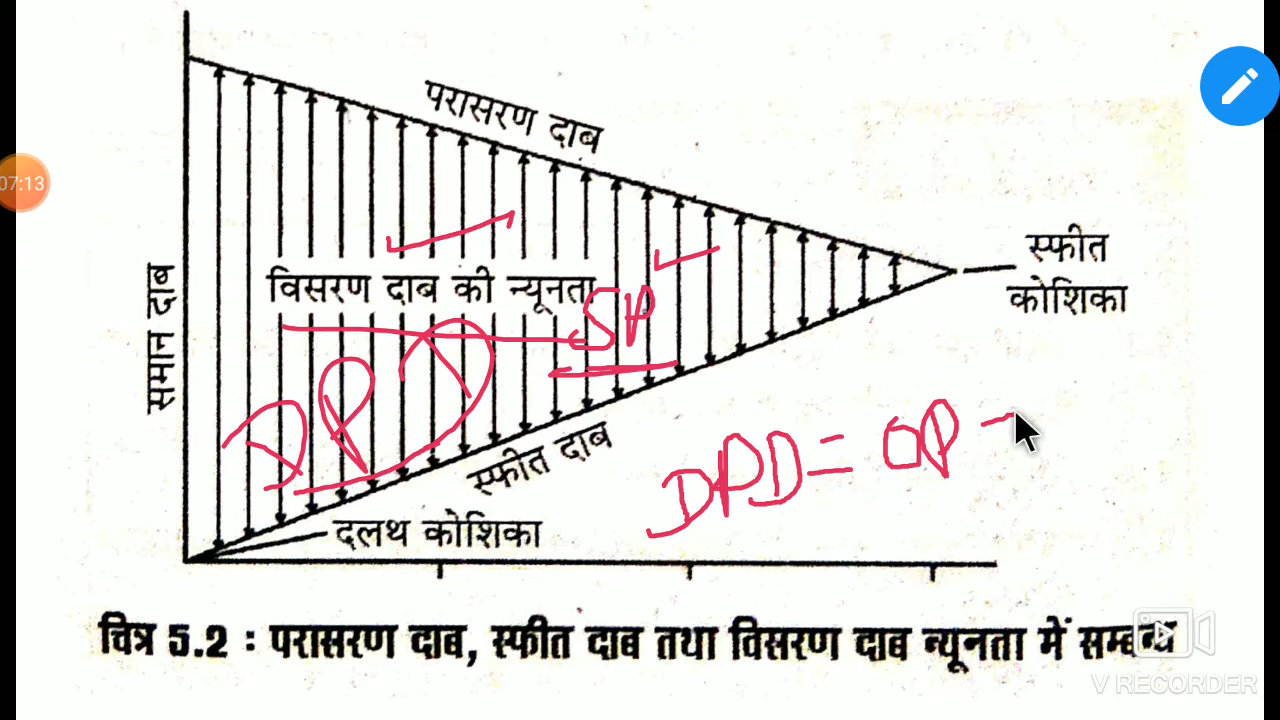 परासरण दाब
07:13
स्फीत
कोशिका
विसरण दाब की न्यूनता
SP
समान दाब
DPD
स्फीत दाब
DPD = OP -
दलथ कोशिका
चित्र 5.2 : परासरण दाब, स्फीत दाब तथा विसरण दाब न्यूनता में सम्बन्ध
V RECORDER